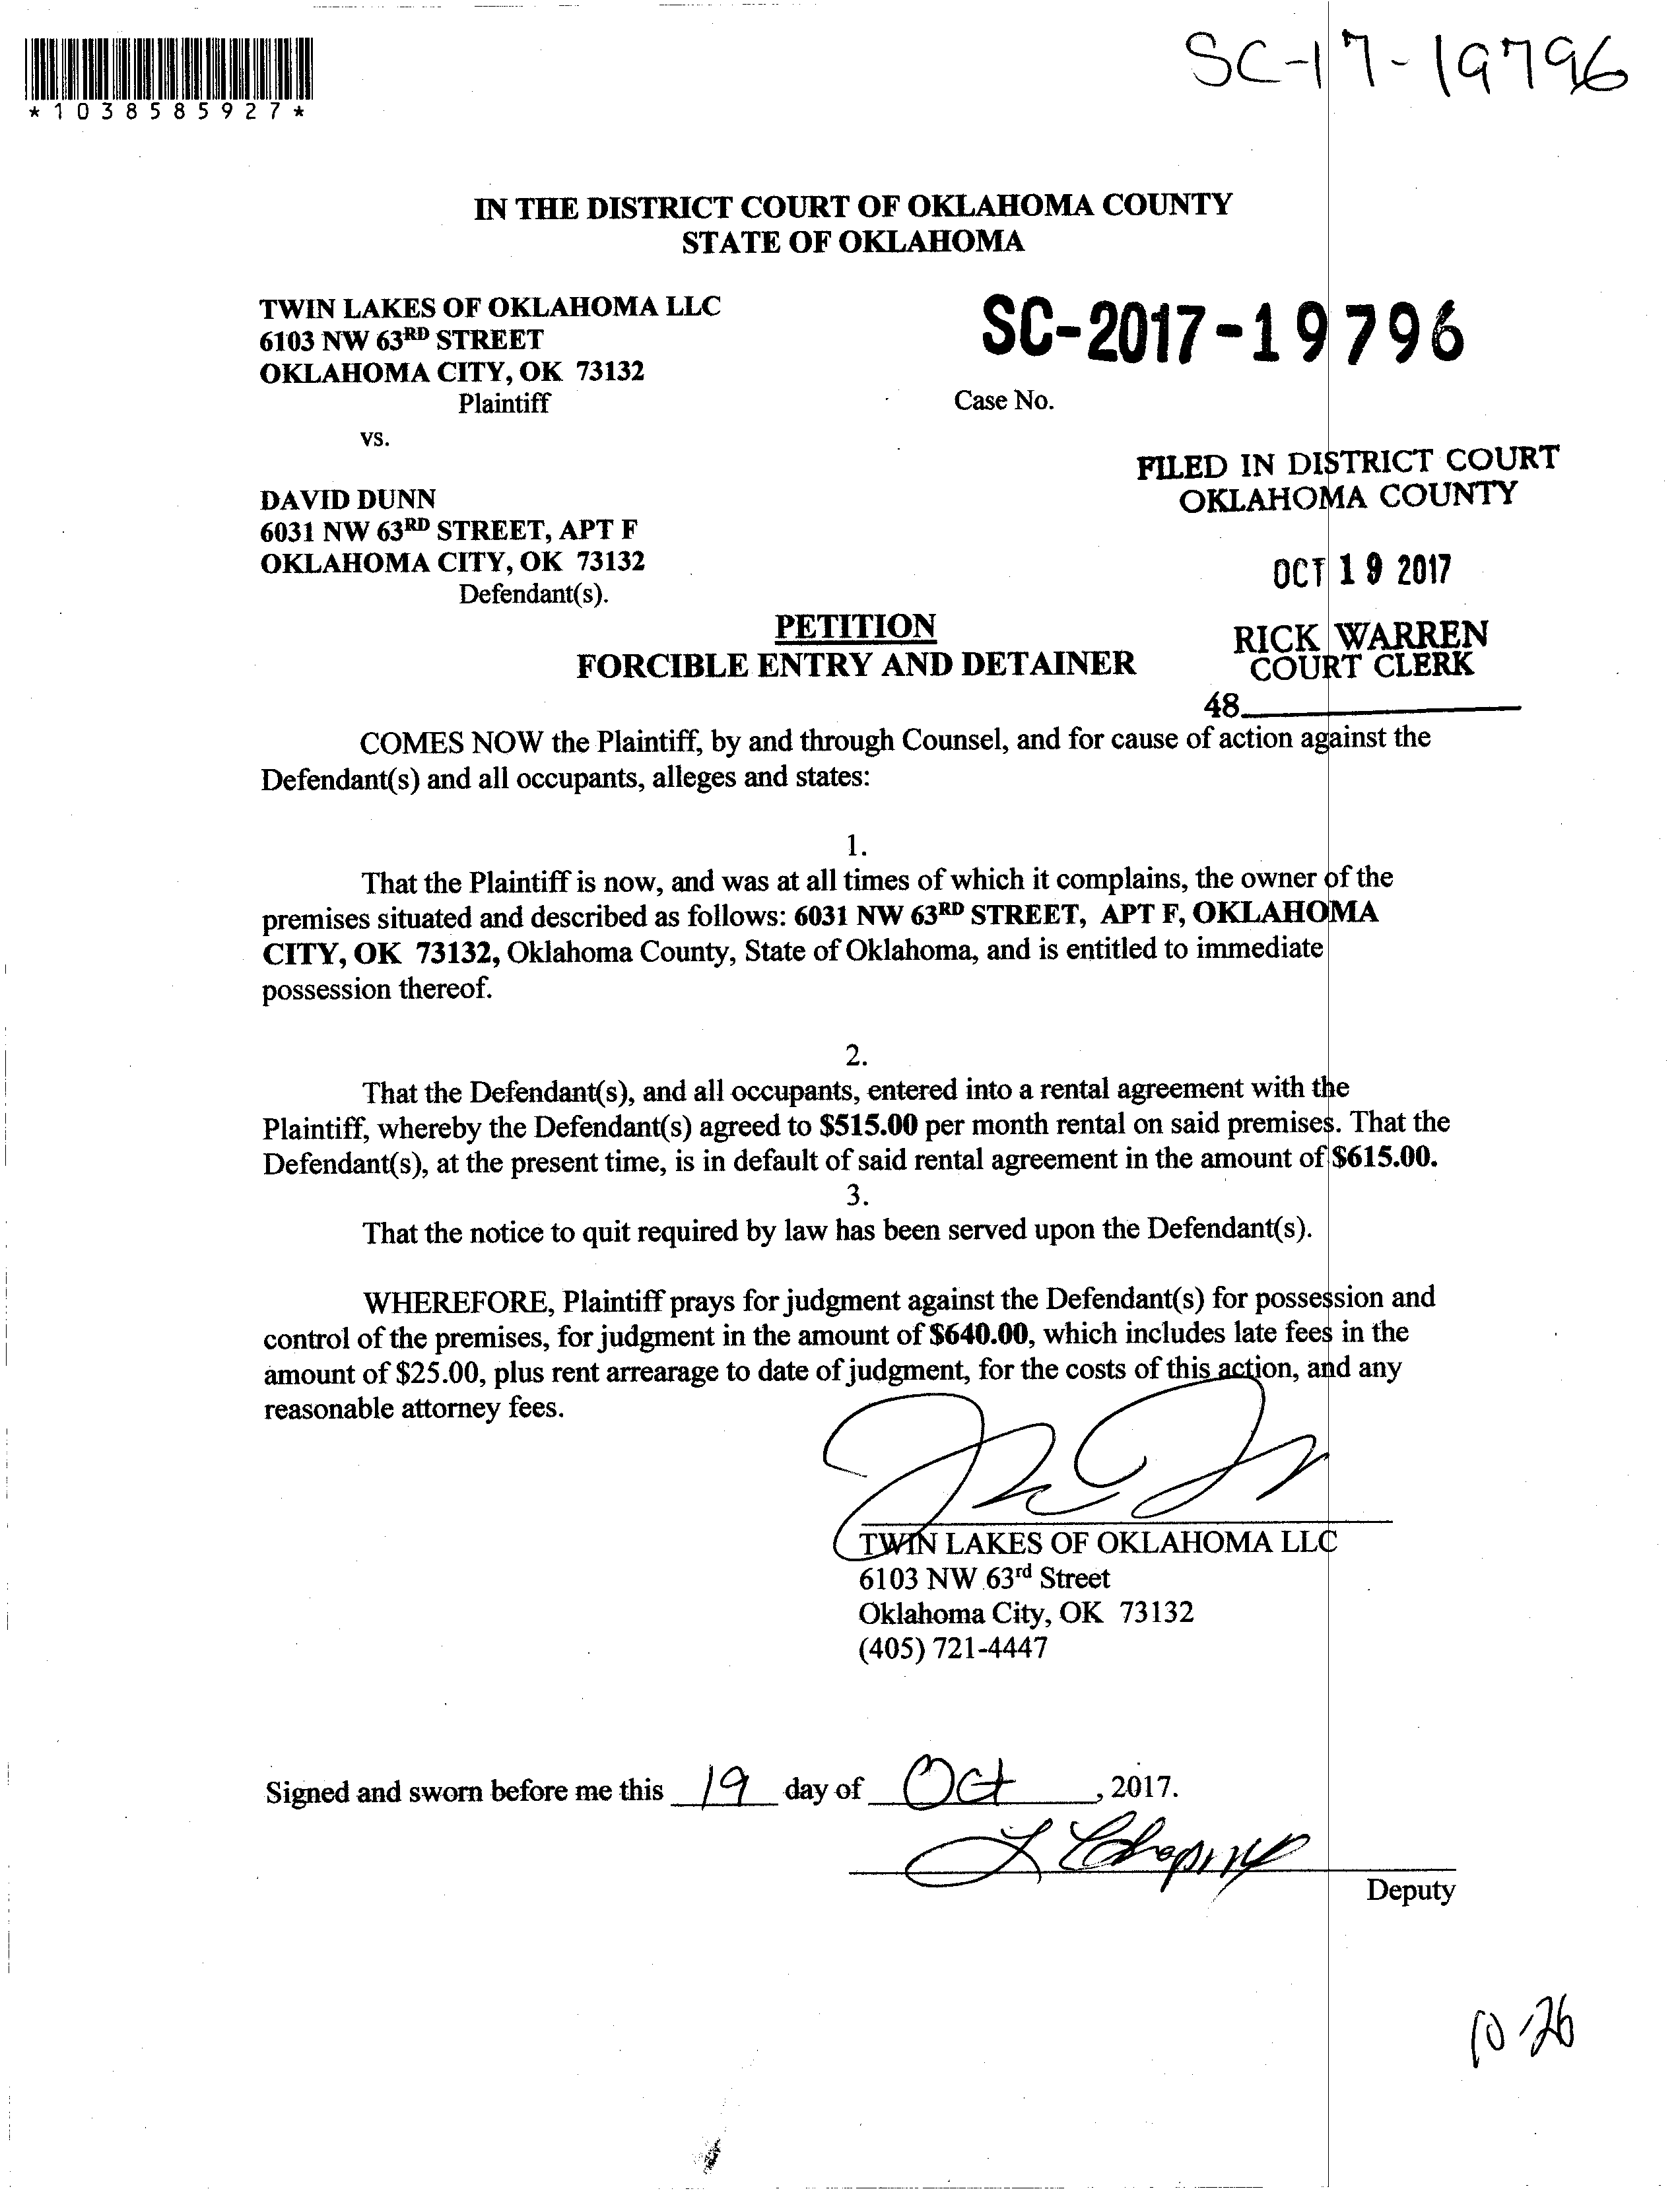 SC-17-19796
*1038585927*
IN THE DISTRICT COURT OF OKLAHOMA COUNTY
STATE OF OKLAHOMA
TWIN LAKES OF OKLAHOMA LLC
6103 NW 63RD STREET
OKLAHOMA CITY, OK 73132
Plaintiff
SC-2017-19796
Case No.
vs.
FILED IN DISTRICT COURT
OKLAHOMA COUNTY
DAVID DUNN
6031 NW 63RD STREET, APT F
OKLAHOMA CITY, OK 73132
Defendant(s).
OCT 19 2017
RICK WARREN
COURT CLERK
48
PETITION
FORCIBLE ENTRY AND DETAINER
COMES NOW the Plaintiff, by and through Counsel, and for cause of action against the
Defendant(s) and all occupants, alleges and states:
1.
That the Plaintiff is now, and was at all times of which it complains, the owner of the
premises situated and described as follows: 6031 NW 63RD STREET, APT F, OKLAHOMA
CITY, OK 73132, Oklahoma County, State of Oklahoma, and is entitled to immediate
possession thereof.
2.
That the Defendant(s), and all occupants, entered into a rental agreement with the
Plaintiff, whereby the Defendant(s) agreed to $515.00 per month rental on said premises. That the
Defendant(s), at the present time, is in default of said rental agreement in the amount of $615.00.
3.
That the notice to quit required by law has been served upon the Defendant(s).
WHEREFORE, Plaintiff prays for judgment against the Defendant(s) for possession and
control of the premises, for judgment in the amount of $640.00, which includes late fees in the
amount of $25.00, plus rent arrearage to date of judgment, for the costs of this action, and any
reasonable attorney fees.
TWIN LAKES OF OKLAHOMA LLC
6103 NW 63rd Street
Oklahoma City, OK 73132
(405) 721-4447
Signed and sworn before me this 19 day of Oct, 2017.
Deputy
10-26